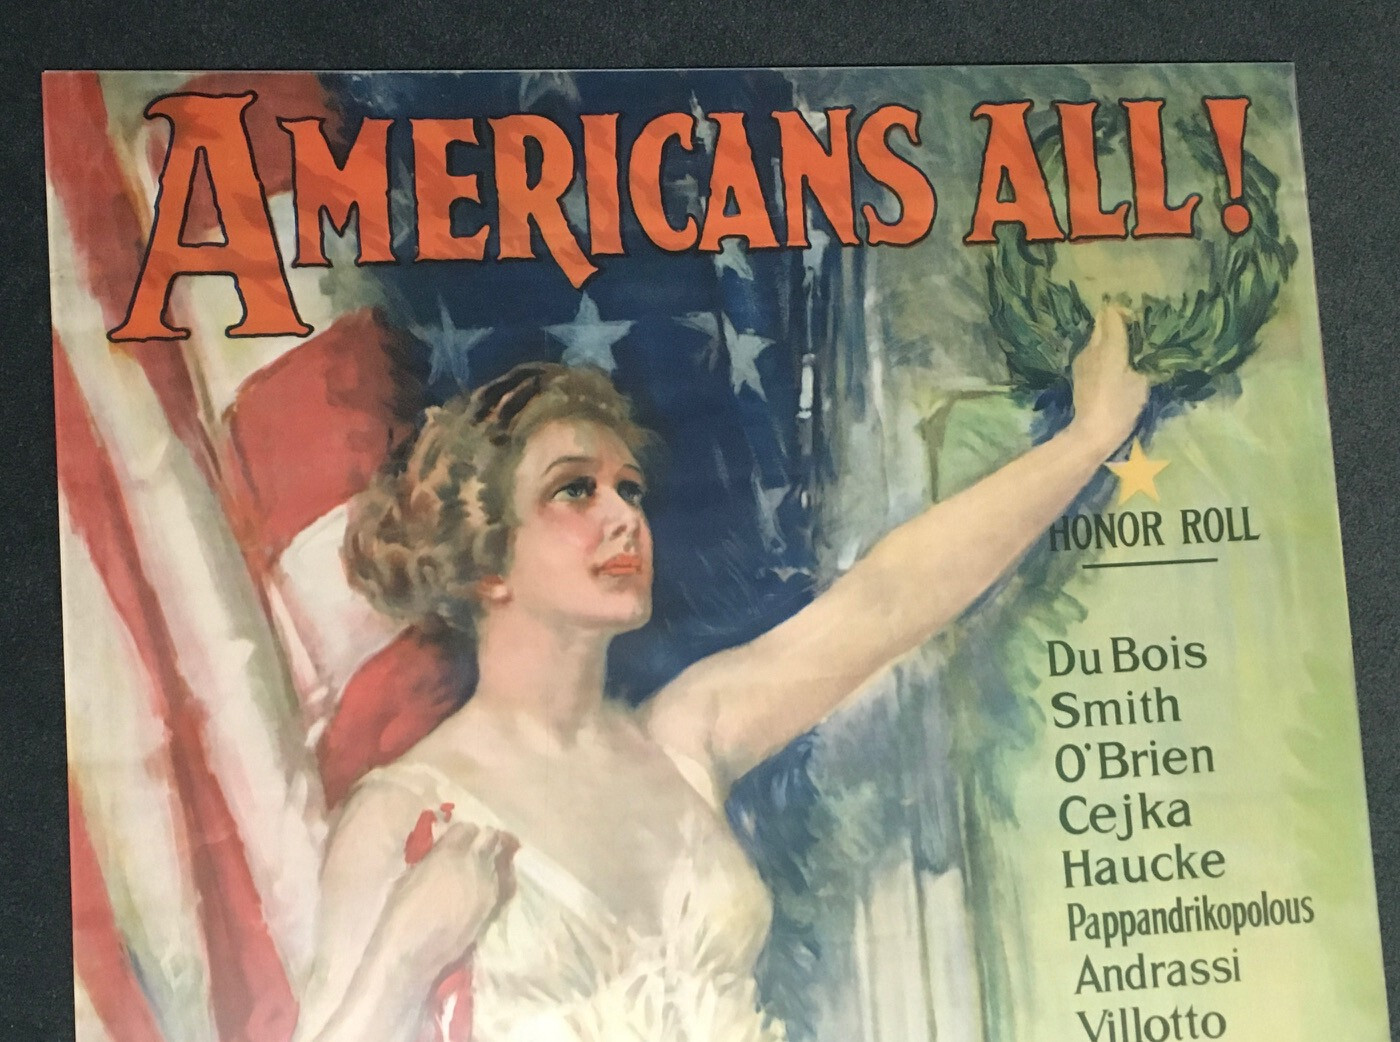 AMERICANS ALL!
HONOR ROLL
Du Bois
Smith
O'Brien
Cejka
Haucke
Pappandrikopolous
Andrassi
Villotto